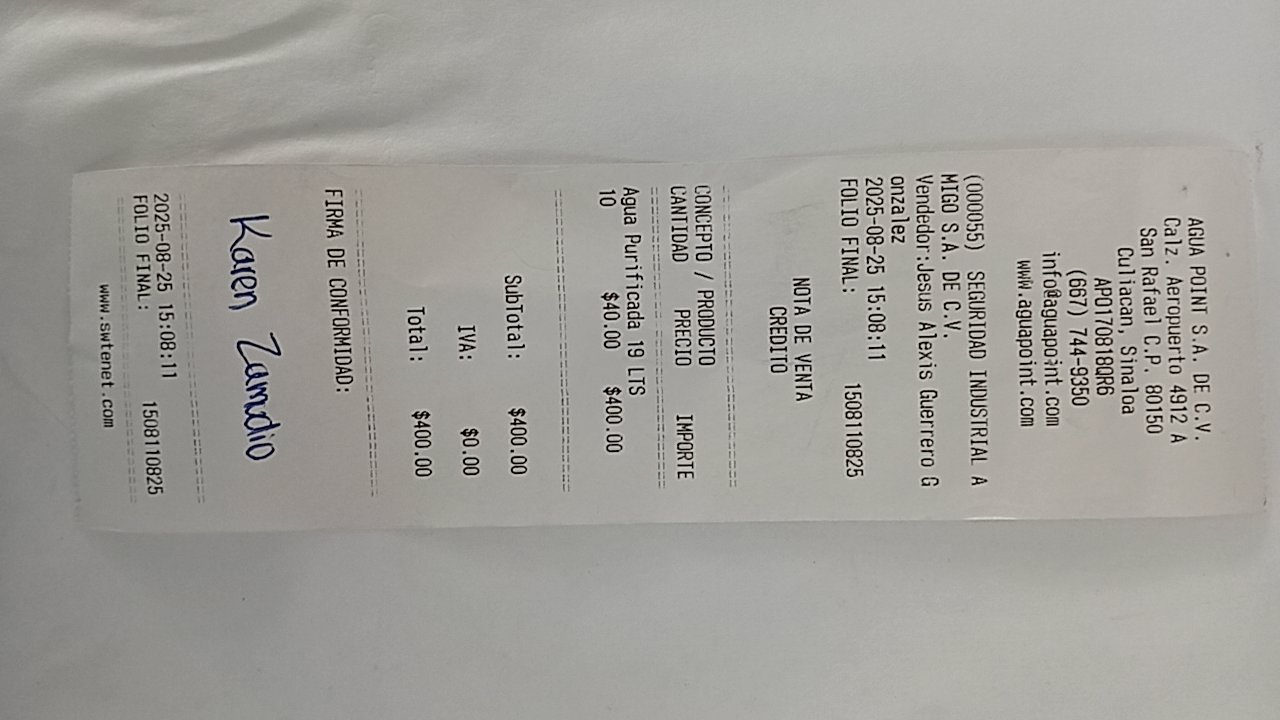 AGUA POINT S.A. DE C.V.
Calz. Aeropuerto 4912 A
San Rafael C.P. 80150
Culiacan, Sinaloa
APO170818QR6
(667) 744-9350
info@aguapoint.com
www.aguapoint.com
(000055) SEGURIDAD INDUSTRIAL A
MIGO S.A. DE C.V.
Vendedor:Jesus Alexis Guerrero G
onzalez
2025-08-25 15:08:11
FOLIO FINAL: 1508110825
NOTA DE VENTA
CREDITO
CONCEPTO / PRODUCTO
CANTIDAD PRECIO IMPORTE
Agua Purificada 19 LTS
10 $40.00 $400.00
SubTotal: $400.00
IVA: $0.00
Total: $400.00
FIRMA DE CONFORMIDAD:
Karen Zamudio
2025-08-25 15:08:11
FOLIO FINAL: 1508110825
www.swtenet.com